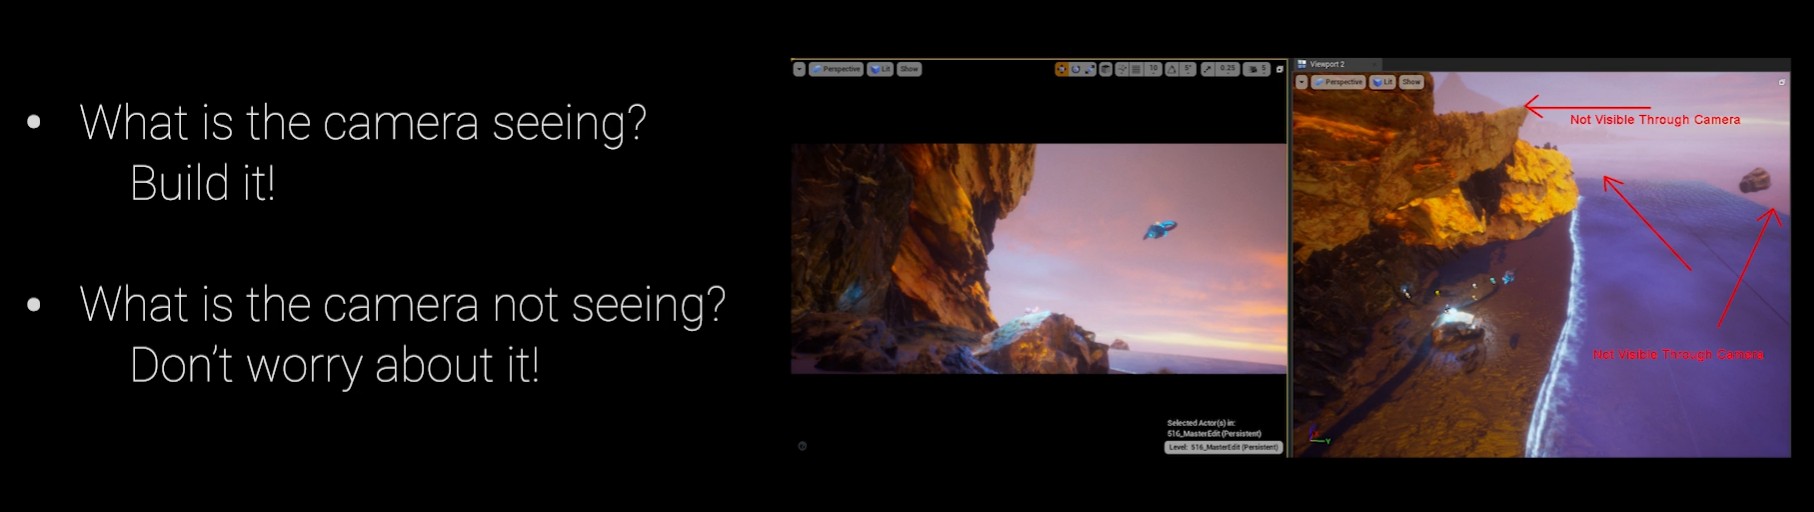 • What is the camera seeing?
Build it!
• What is the camera not seeing?
Don't worry about it!
Perspective
Lit
Show
10
5°
0.25
5
Selected Actor(s) in:
516_MasterEdit (Persistent)
Level: 516_MasterEdit (Persistent)
Viewport 2
Perspective
Lit
Show
Not Visible Through Camera
Not Visible Through Camera
Y